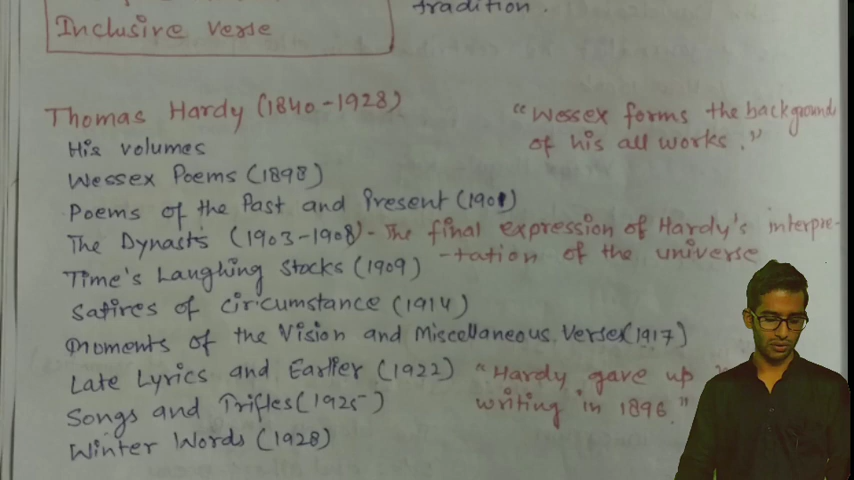 tradition.
Inclusive verse
Thomas Hardy (1840-1928)
"Wessex forms the background
of his all works."
His volumes
Wessex Poems (1898)
Poems of the Past and Present (1901)
The Dynasts (1903-1908) - The final expression of Hardy's interpre-
-tation of the universe
Time's Laughing Stocks (1909)
Satires of circumstance (1914)
Moments of the Vision and Miscellaneous Verses (1917)
Late Lyrics and Earlier (1922)
"Hardy gave up
writing in 1896."
Songs and Trifles (1925)
Winter Words (1928)